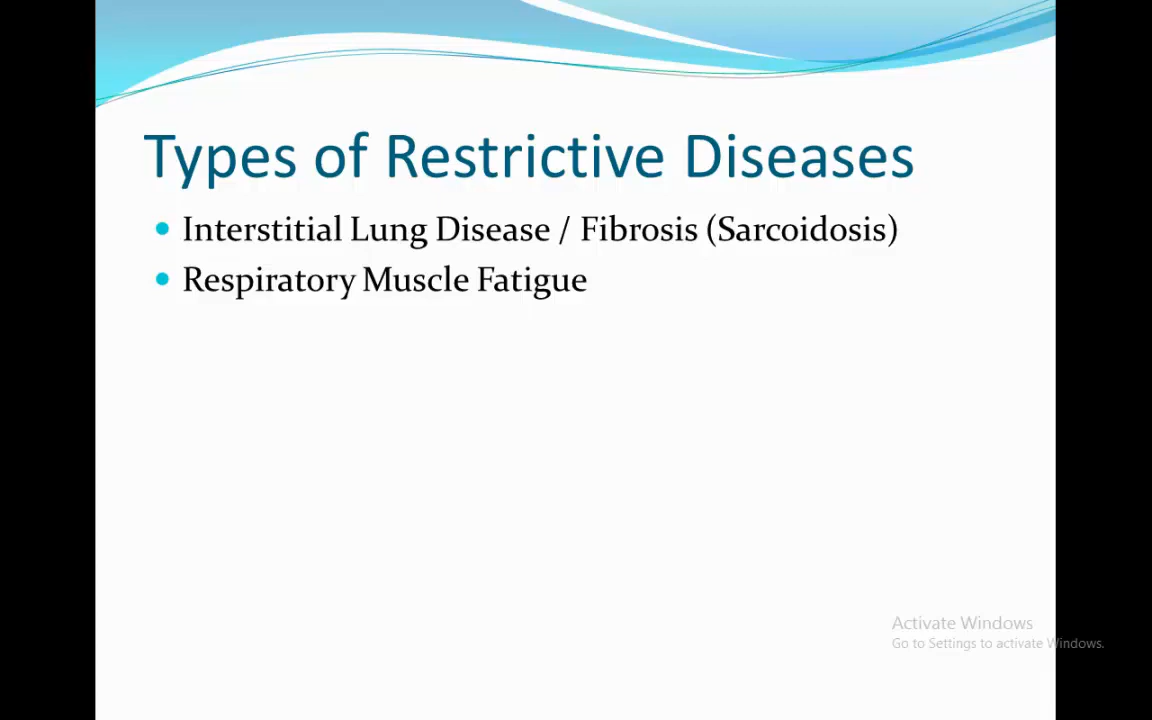 Types of Restrictive Diseases
Interstitial Lung Disease / Fibrosis (Sarcoidosis)
Respiratory Muscle Fatigue
Activate Windows
Go to Settings to activate Windows.